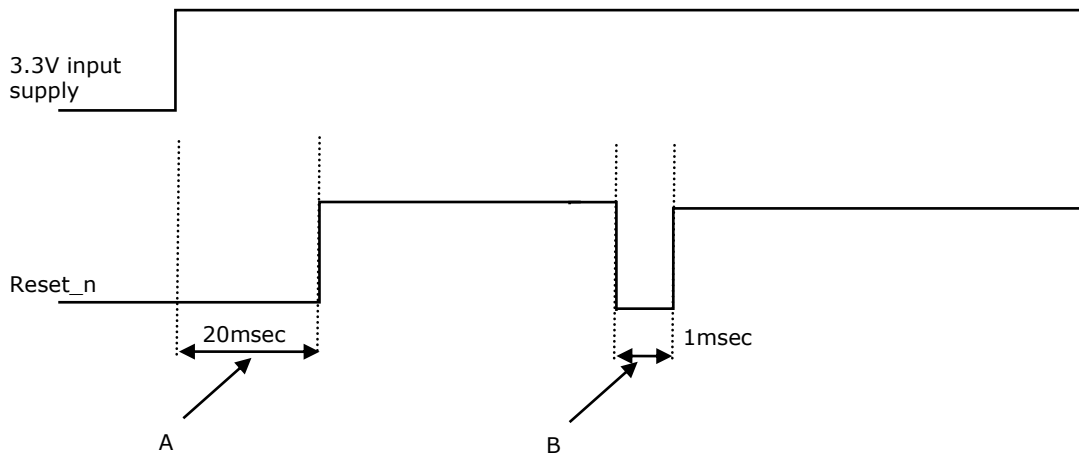 3.3V input
supply
Reset_n
20msec
1msec
A
B